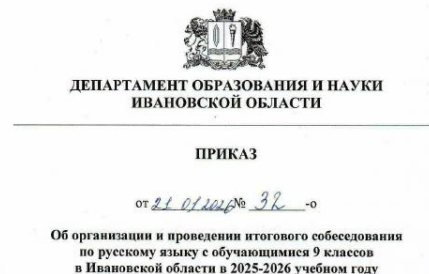 ДЕПАРТАМЕНТ ОБРАЗОВАНИЯ И НАУКИ
ИВАНОВСКОЙ ОБЛАСТИ
ПРИКАЗ
от 21.01.2026 № 32 -о
Об организации и проведении итогового собеседования
по русскому языку с обучающимися 9 классов
в Ивановской области в 2025-2026 учебном году